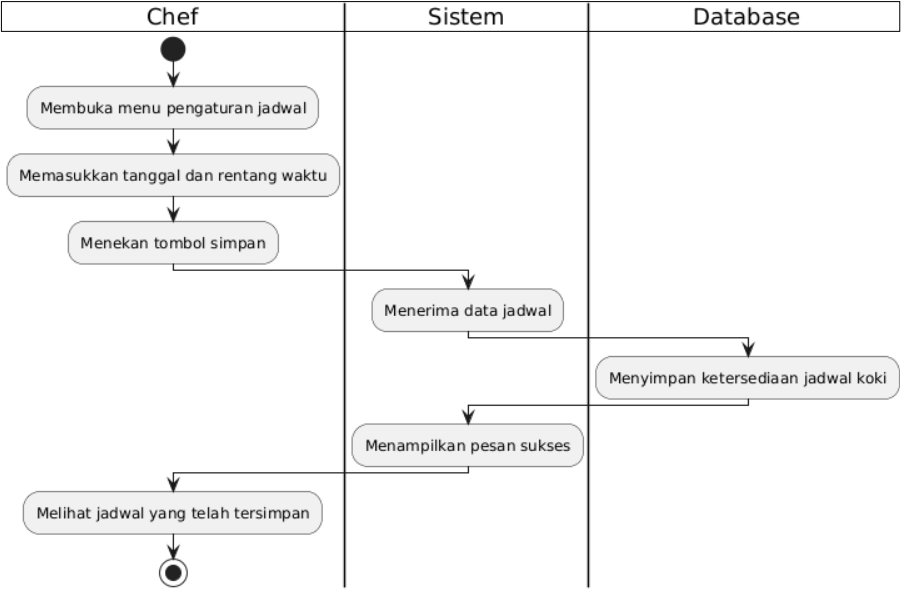 Chef
Sistem
Database
Membuka menu pengaturan jadwal
Memasukkan tanggal dan rentang waktu
Menekan tombol simpan
Menerima data jadwal
Menyimpan ketersediaan jadwal koki
Menampilkan pesan sukses
Melihat jadwal yang telah tersimpan